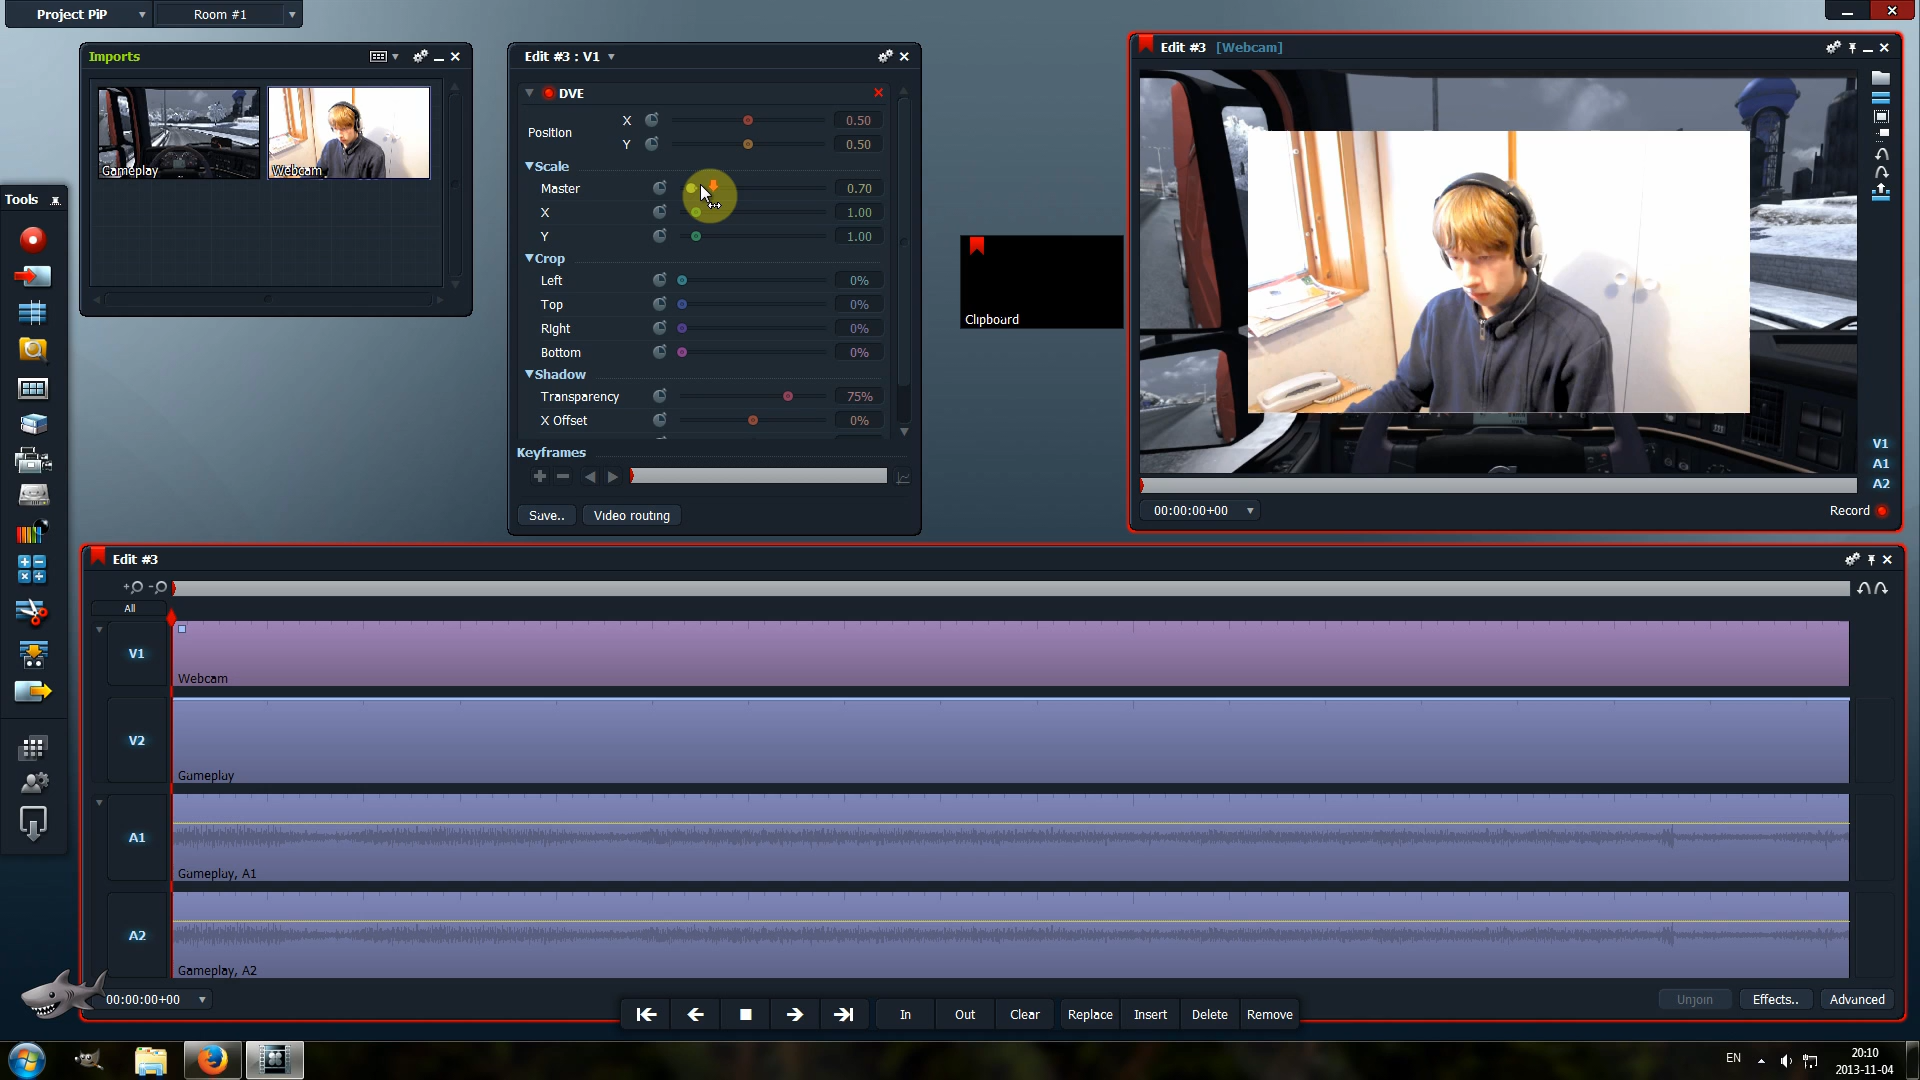 Project PiP
Room #1
Imports
Gameplay
Webcam
Tools
Edit #3 : V1
DVE
Position
X
0.50
Y
0.50
Scale
Master
0.70
X
1.00
Y
1.00
Crop
Left
0%
Top
0%
Right
0%
Bottom
0%
Shadow
Transparency
75%
X Offset
0%
Keyframes
Save..
Video routing
Clipboard
Edit #3 [Webcam]
V1
A1
A2
00:00:00+00
Record
Edit #3
All
V1
Webcam
V2
Gameplay
A1
Gameplay, A1
A2
Gameplay, A2
00:00:00+00
In
Out
Clear
Replace
Insert
Delete
Remove
Unjoin
Effects..
Advanced
EN
20:10
2013-11-04